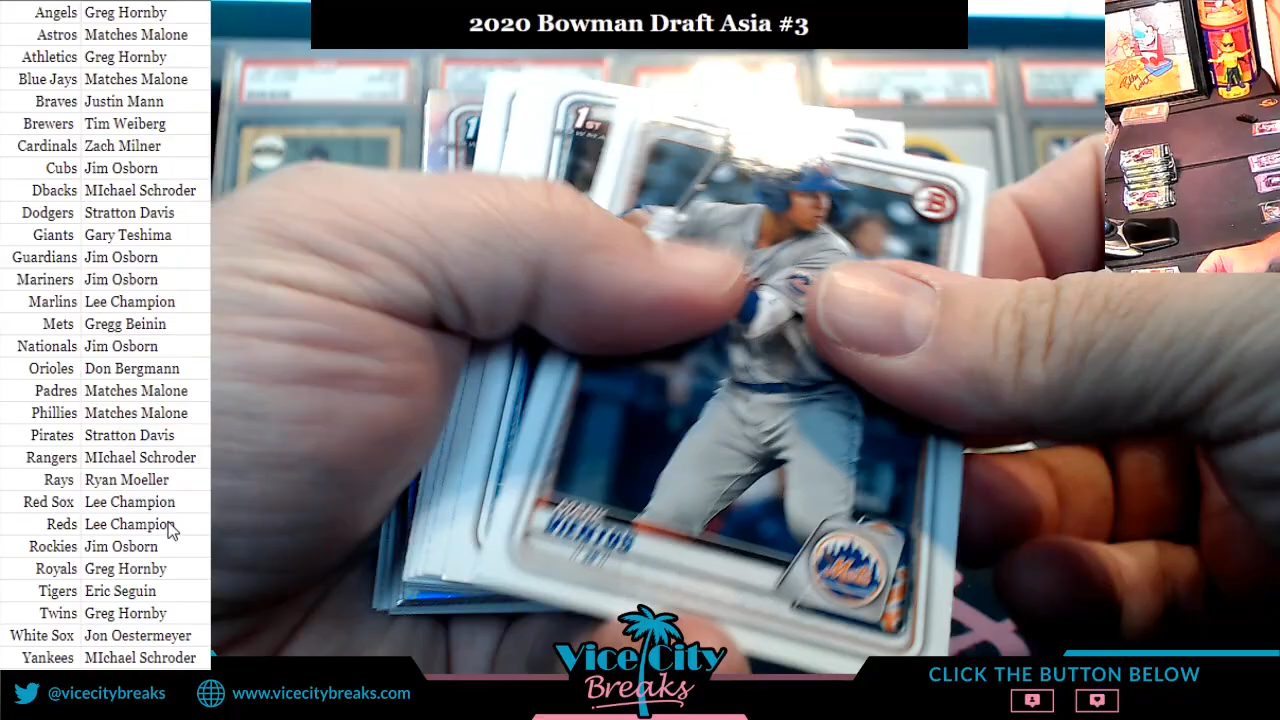 2020 Bowman Draft Asia #3
Angels Greg Hornby
Astros Matches Malone
Athletics Greg Hornby
Blue Jays Matches Malone
Braves Justin Mann
Brewers Tim Weiberg
Cardinals Zach Milner
Cubs Jim Osborn
Dbacks MIchael Schroder
Dodgers Stratton Davis
Giants Gary Teshima
Guardians Jim Osborn
Mariners Jim Osborn
Marlins Lee Champion
Mets Gregg Beinin
Nationals Jim Osborn
Orioles Don Bergmann
Padres Matches Malone
Phillies Matches Malone
Pirates Stratton Davis
Rangers MIchael Schroder
Rays Ryan Moeller
Red Sox Lee Champion
Reds Lee Champion
Rockies Jim Osborn
Royals Greg Hornby
Tigers Eric Seguin
Twins Greg Hornby
White Sox Jon Oestermeyer
Yankees MIchael Schroder
1ST
B
MARK
VIENTOS
Mets
Vice City
Breaks
@vicecitybreaks
www.vicecitybreaks.com
CLICK THE BUTTON BELOW